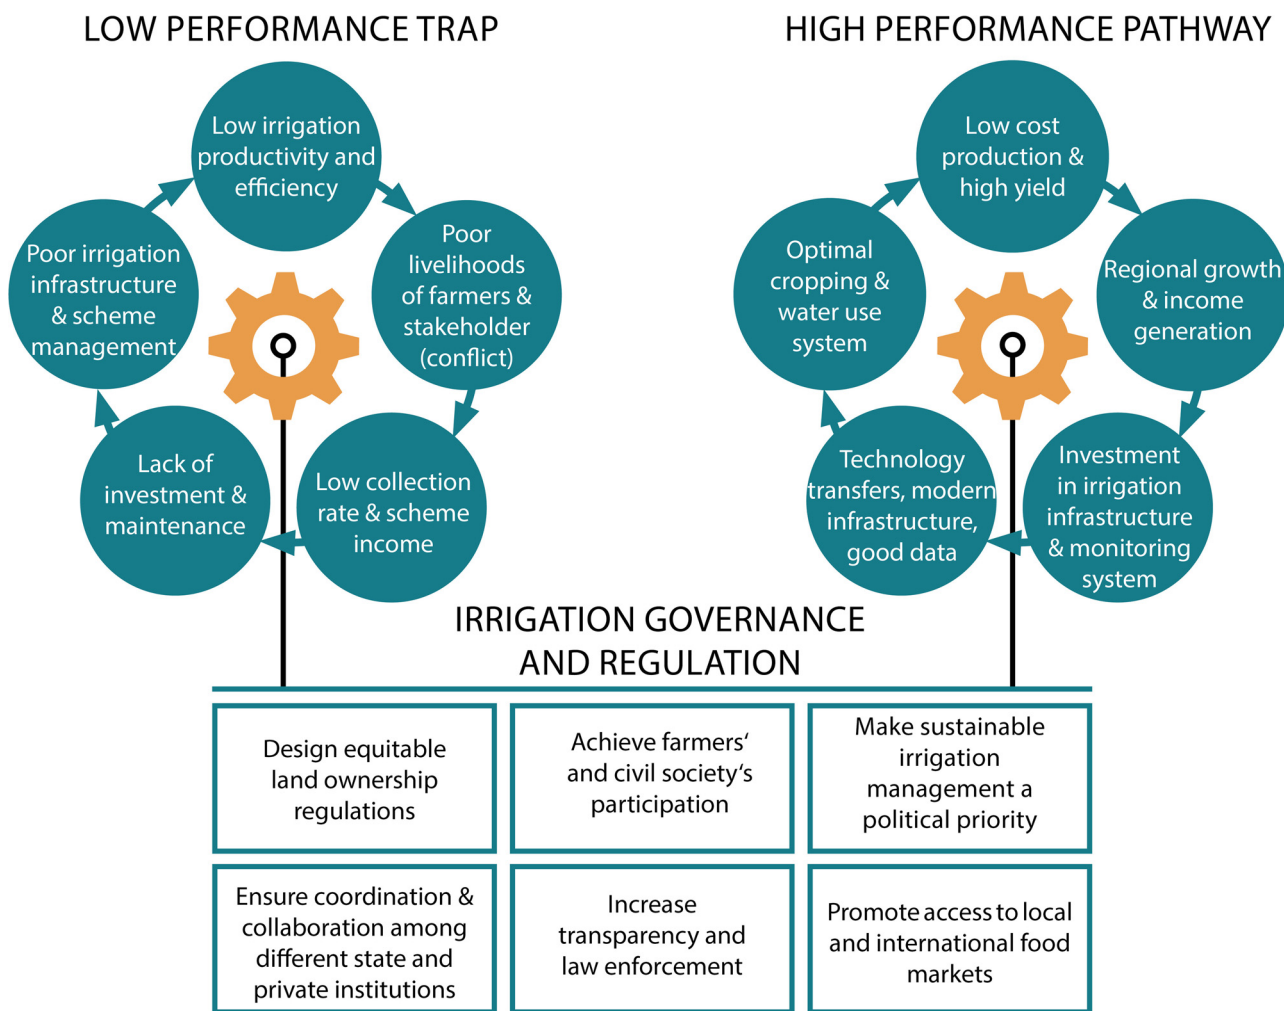 LOW PERFORMANCE TRAP
Low irrigation
productivity and
efficiency
Poor
livelihoods
of farmers &
stakeholder
(conflict)
Low collection
rate & scheme
income
Lack of
investment &
maintenance
Poor irrigation
infrastructure
& scheme
management
HIGH PERFORMANCE PATHWAY
Low cost
production &
high yield
Regional growth
& income
generation
Investment
in irrigation
infrastructure
& monitoring
system
Technology
transfers, modern
infrastructure,
good data
Optimal
cropping &
water use
system
IRRIGATION GOVERNANCE
AND REGULATION
Design equitable
land ownership
regulations
Achieve farmers‘
and civil society‘s
participation
Make sustainable
irrigation
management a
political priority
Ensure coordination &
collaboration among
different state and
private institutions
Increase
transparency and
law enforcement
Promote access to local
and international food
markets